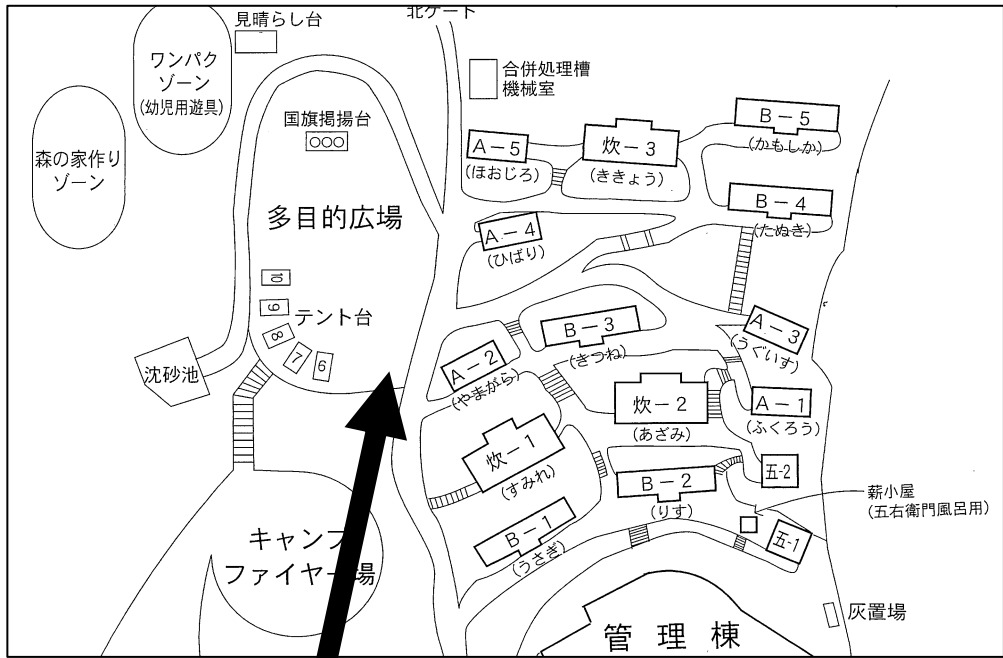 北ゲート
見晴らし台
ワンパク
ゾーン
(幼児用遊具)
合併処理槽
機械室
国旗掲揚台
森の家作り
ゾーン
多目的広場
A-5
(ほおじろ)
炊-3
(ききょう)
B-5
(かもしか)
B-4
(たぬき)
A-4
(ひばり)
10
9
8
7
6
テント台
沈砂池
A-2
(やまがら)
B-3
(きつね)
A-3
(うぐいす)
炊-2
(あざみ)
A-1
(ふくろう)
炊-1
(すみれ)
B-2
(りす)
五-2
薪小屋
(五右衛門風呂用)
五-1
B-1
(うさぎ)
キャンプ
ファイヤー場
管理棟
灰置場